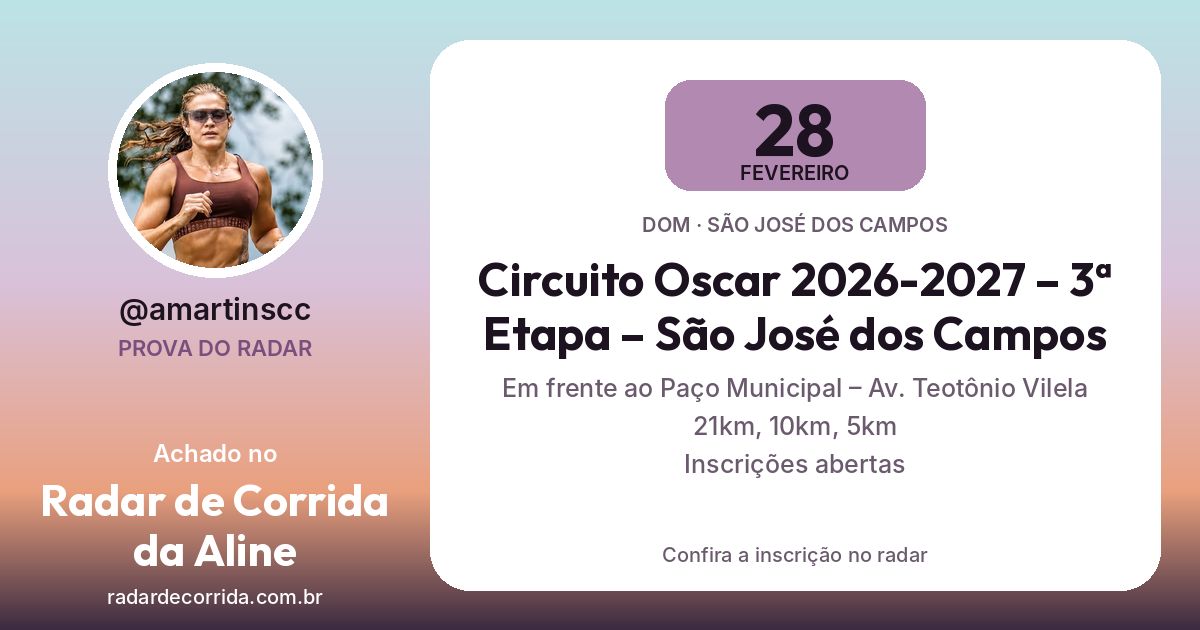 @amartinscc
PROVA DO RADAR
Achado no
Radar de Corrida
da Aline
radardecorrida.com.br
28
FEVEREIRO
DOM · SÃO JOSÉ DOS CAMPOS
Circuito Oscar 2026-2027 – 3ª
Etapa – São José dos Campos
Em frente ao Paço Municipal – Av. Teotônio Vilela
21km, 10km, 5km
Inscrições abertas
Confira a inscrição no radar